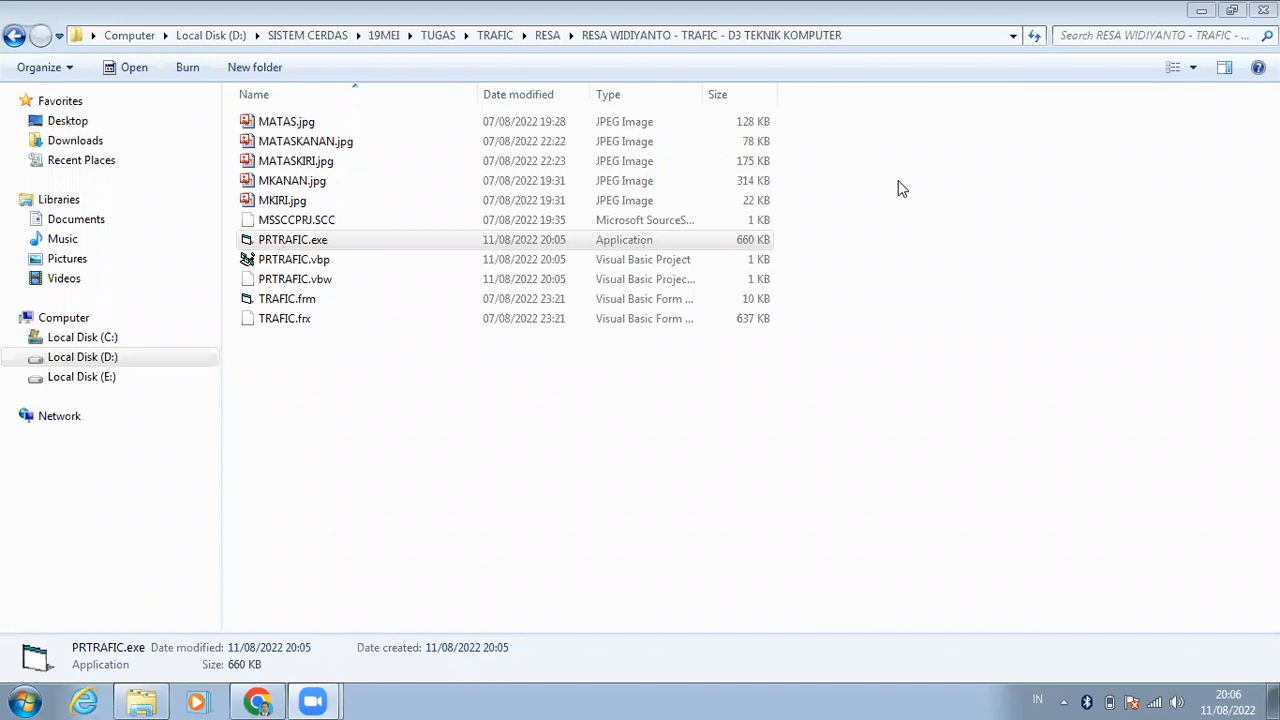 Computer Local Disk (D:) SISTEM CERDAS 19MEI TUGAS TRAFIC RESA RESA WIDIYANTO - TRAFIC - D3 TEKNIK KOMPUTER Search RESA WIDIYANTO - TRAFIC - ...
Organize Open Burn New folder
Name Date modified Type Size
Favorites
Desktop
Downloads
Recent Places
Libraries
Documents
Music
Pictures
Videos
Computer
Local Disk (C:)
Local Disk (D:)
Local Disk (E:)
Network
MATAS.jpg 07/08/2022 19:28 JPEG Image 128 KB
MATASKANAN.jpg 07/08/2022 22:22 JPEG Image 78 KB
MATASKIRI.jpg 07/08/2022 22:23 JPEG Image 175 KB
MKANAN.jpg 07/08/2022 19:31 JPEG Image 314 KB
MKIRI.jpg 07/08/2022 19:31 JPEG Image 22 KB
MSSCCPRJ.SCC 07/08/2022 19:35 Microsoft SourceS... 1 KB
PRTRAFIC.exe 11/08/2022 20:05 Application 660 KB
PRTRAFIC.vbp 11/08/2022 20:05 Visual Basic Project 1 KB
PRTRAFIC.vbw 11/08/2022 20:05 Visual Basic Projec... 1 KB
TRAFIC.frm 07/08/2022 23:21 Visual Basic Form ... 10 KB
TRAFIC.frx 07/08/2022 23:21 Visual Basic Form ... 637 KB
PRTRAFIC.exe Date modified: 11/08/2022 20:05 Date created: 11/08/2022 20:05
Application Size: 660 KB
IN 20:06
11/08/2022